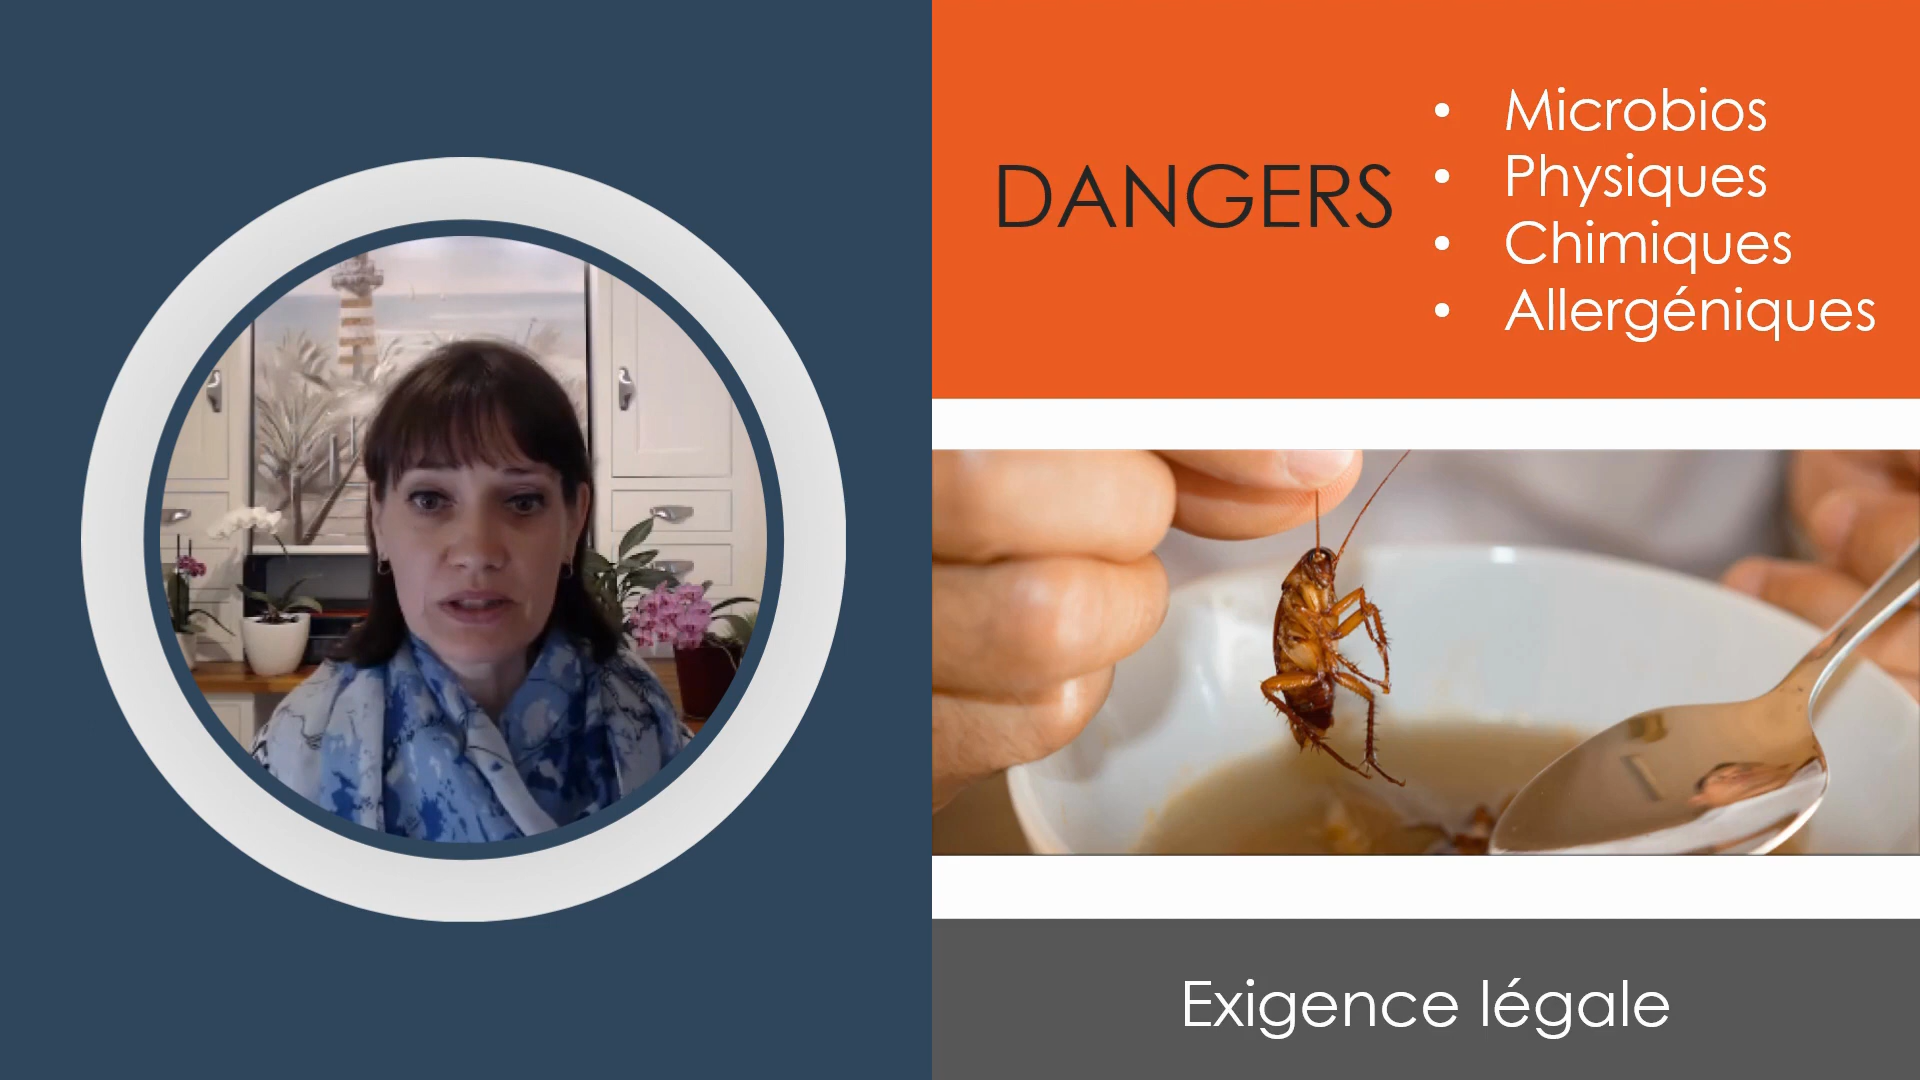 DANGERS
Microbios
Physiques
Chimiques
Allergéniques
Exigence légale